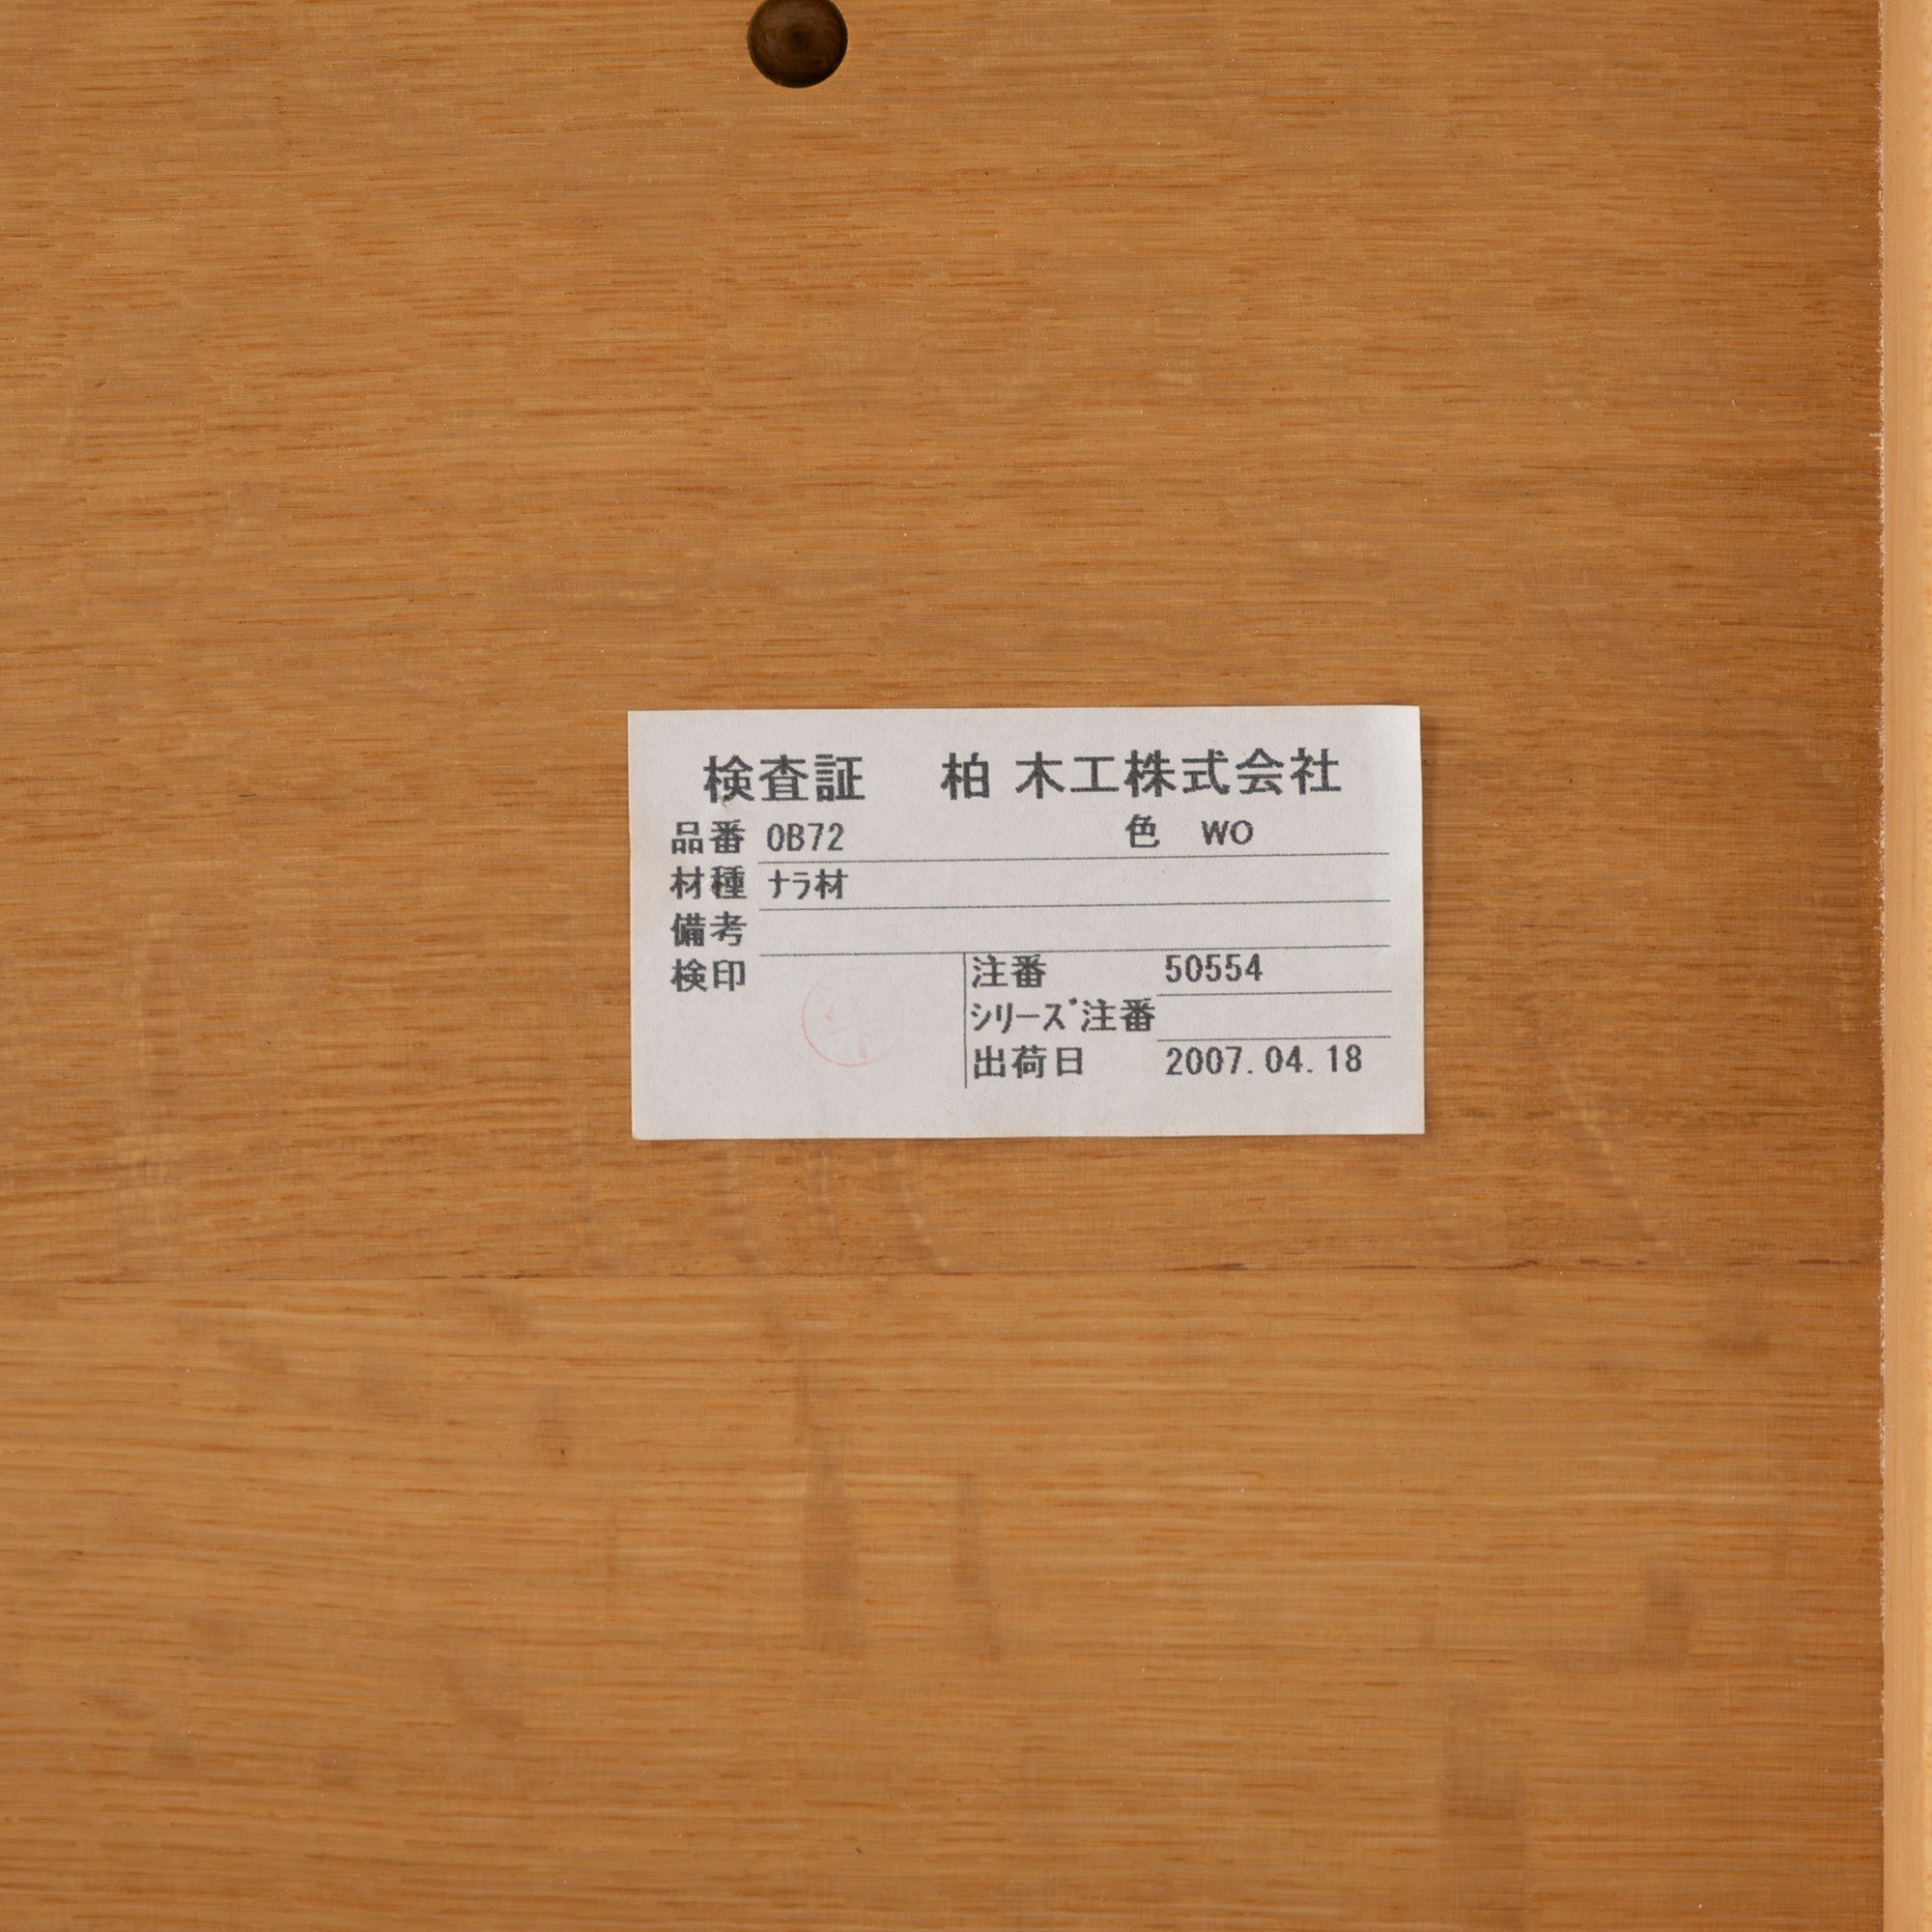 検査証 柏 木工株式会社
品番 OB72 色 WO
材種 ﾅﾗ材
備考
検印
注番 50554
ｼﾘｰｽﾞ注番
出荷日 2007.04.18